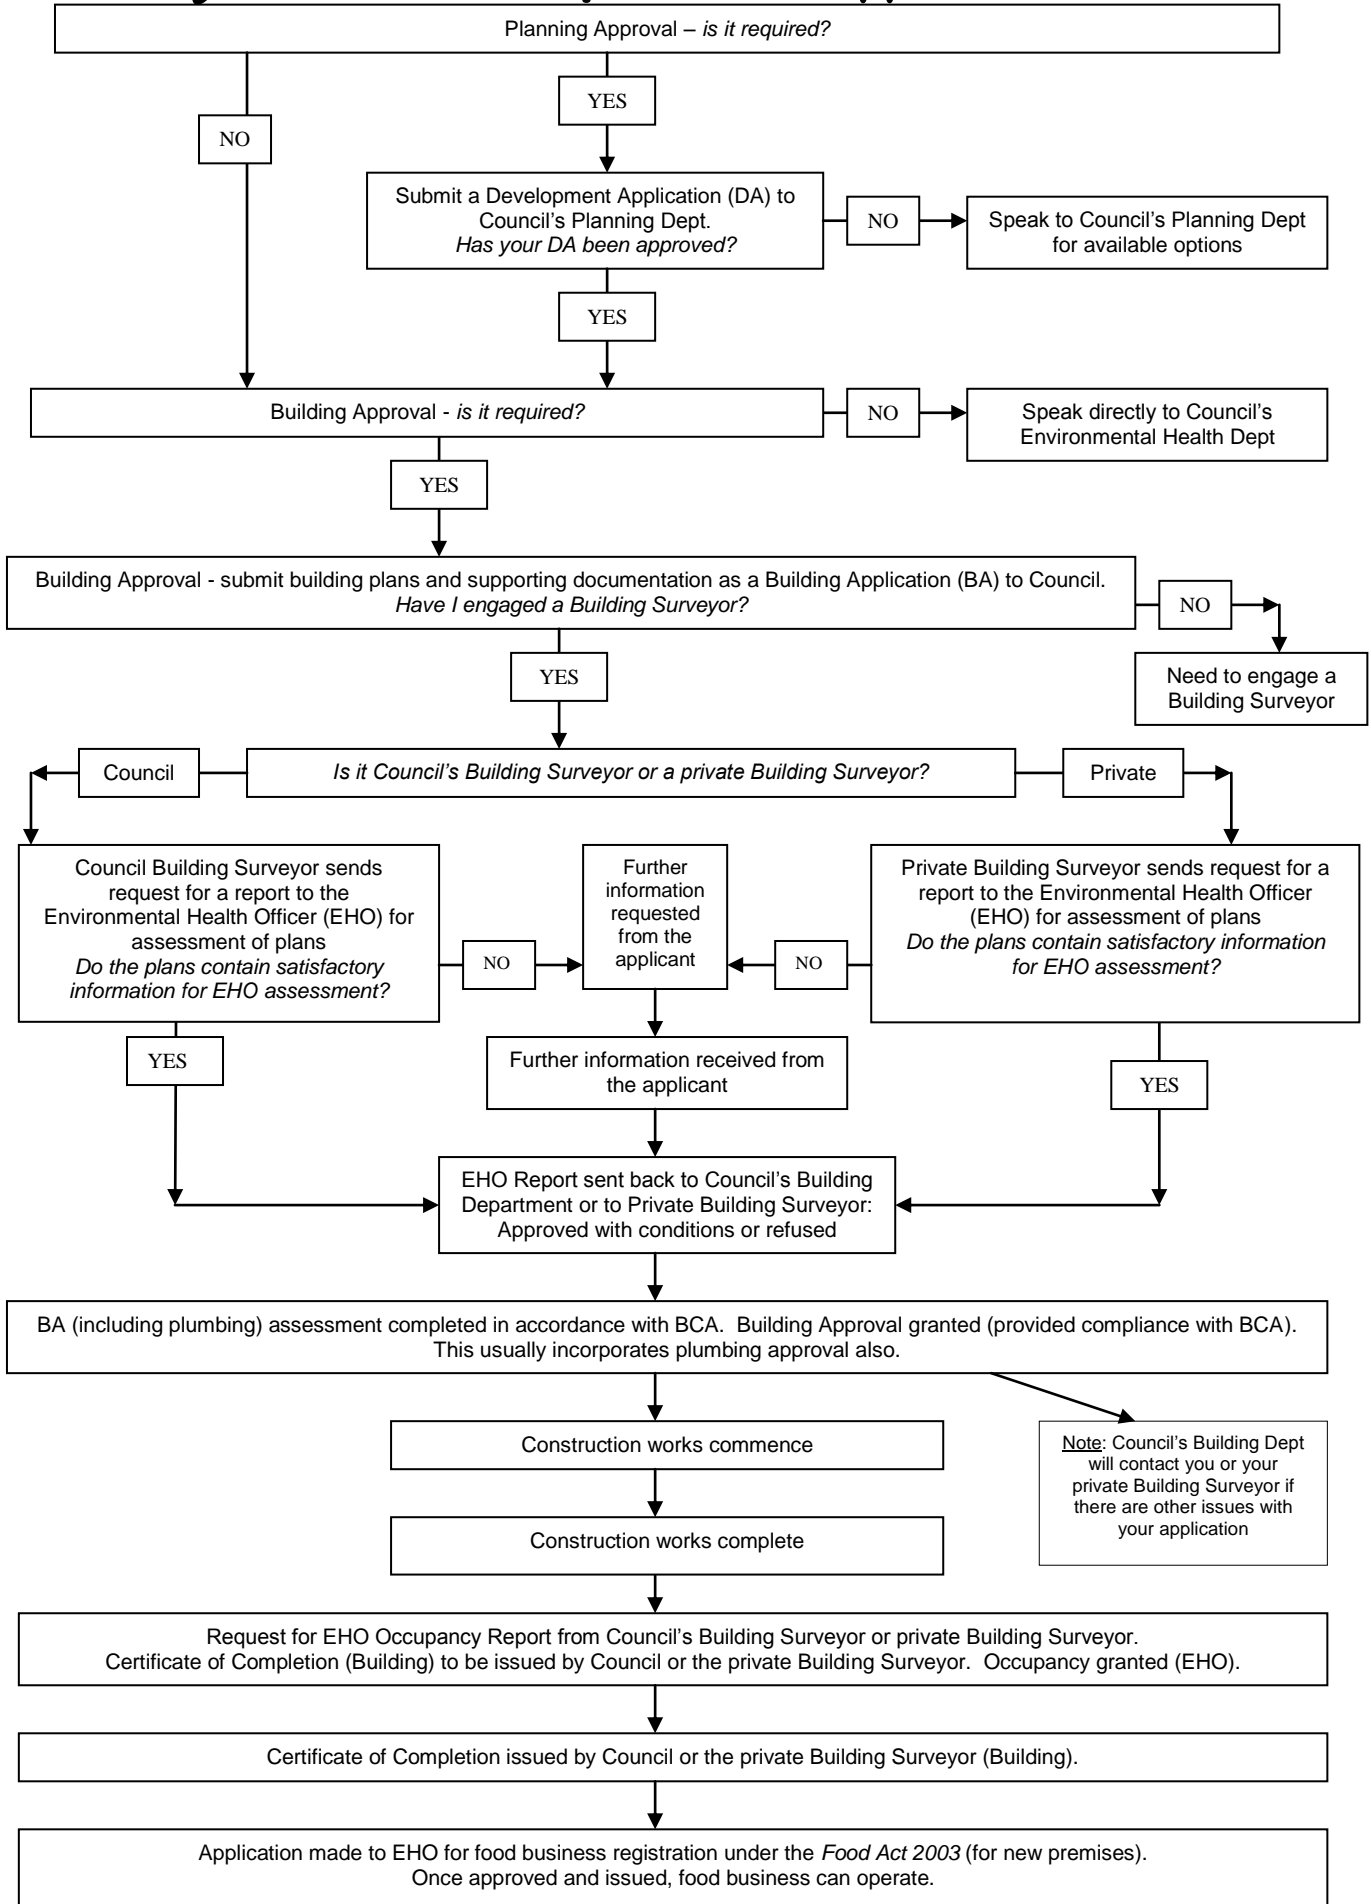 Planning Approval – is it required?
YES
NO
Submit a Development Application (DA) to
Council's Planning Dept.
Has your DA been approved?
NO
Speak to Council's Planning Dept
for available options
YES
Building Approval - is it required?
NO
Speak directly to Council's
Environmental Health Dept
YES
Building Approval - submit building plans and supporting documentation as a Building Application (BA) to Council.
Have I engaged a Building Surveyor?
NO
YES
Need to engage a
Building Surveyor
Council
Is it Council's Building Surveyor or a private Building Surveyor?
Private
Council Building Surveyor sends
request for a report to the
Environmental Health Officer (EHO) for
assessment of plans
Do the plans contain satisfactory
information for EHO assessment?
NO
Further
information
requested
from the
applicant
NO
Private Building Surveyor sends request for a
report to the Environmental Health Officer
(EHO) for assessment of plans
Do the plans contain satisfactory information
for EHO assessment?
YES
Further information received from
the applicant
YES
EHO Report sent back to Council's Building
Department or to Private Building Surveyor:
Approved with conditions or refused
BA (including plumbing) assessment completed in accordance with BCA.  Building Approval granted (provided compliance with BCA).
This usually incorporates plumbing approval also.
Construction works commence
Note: Council's Building Dept
will contact you or your
private Building Surveyor if
there are other issues with
your application
Construction works complete
Request for EHO Occupancy Report from Council's Building Surveyor or private Building Surveyor.
Certificate of Completion (Building) to be issued by Council or the private Building Surveyor.  Occupancy granted (EHO).
Certificate of Completion issued by Council or the private Building Surveyor (Building).
Application made to EHO for food business registration under the Food Act 2003 (for new premises).
Once approved and issued, food business can operate.